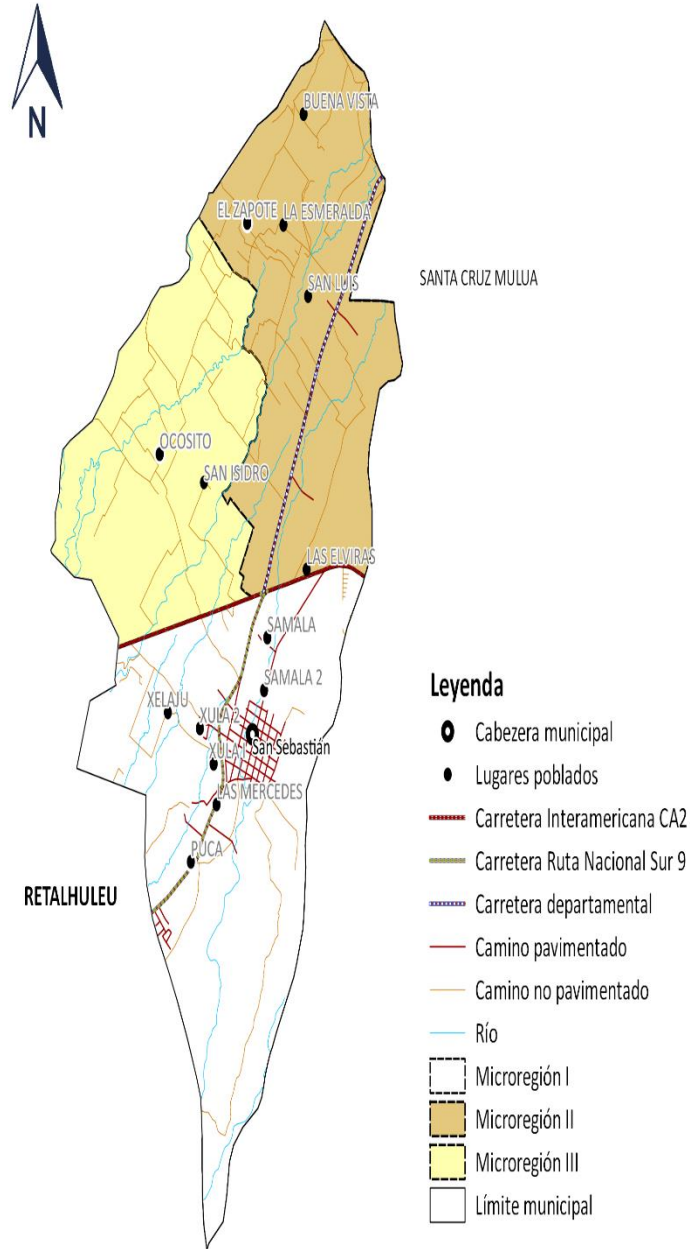 N
BUENA VISTA
EL ZAPOTE
LA ESMERALDA
SANTA CRUZ MULUA
SAN LUIS
OCOSITO
SAN ISIDRO
LAS ELVIRAS
SAMALA
SAMALA 2
XELAJU
XULA 2
San Sebastián
XULA 1
LAS MERCEDES
PUCA
RETALHULEU
Leyenda
Cabezera municipal
Lugares poblados
Carretera Interamericana CA2
Carretera Ruta Nacional Sur 9
Carretera departamental
Camino pavimentado
Camino no pavimentado
Río
Microregión I
Microregión II
Microregión III
Límite municipal